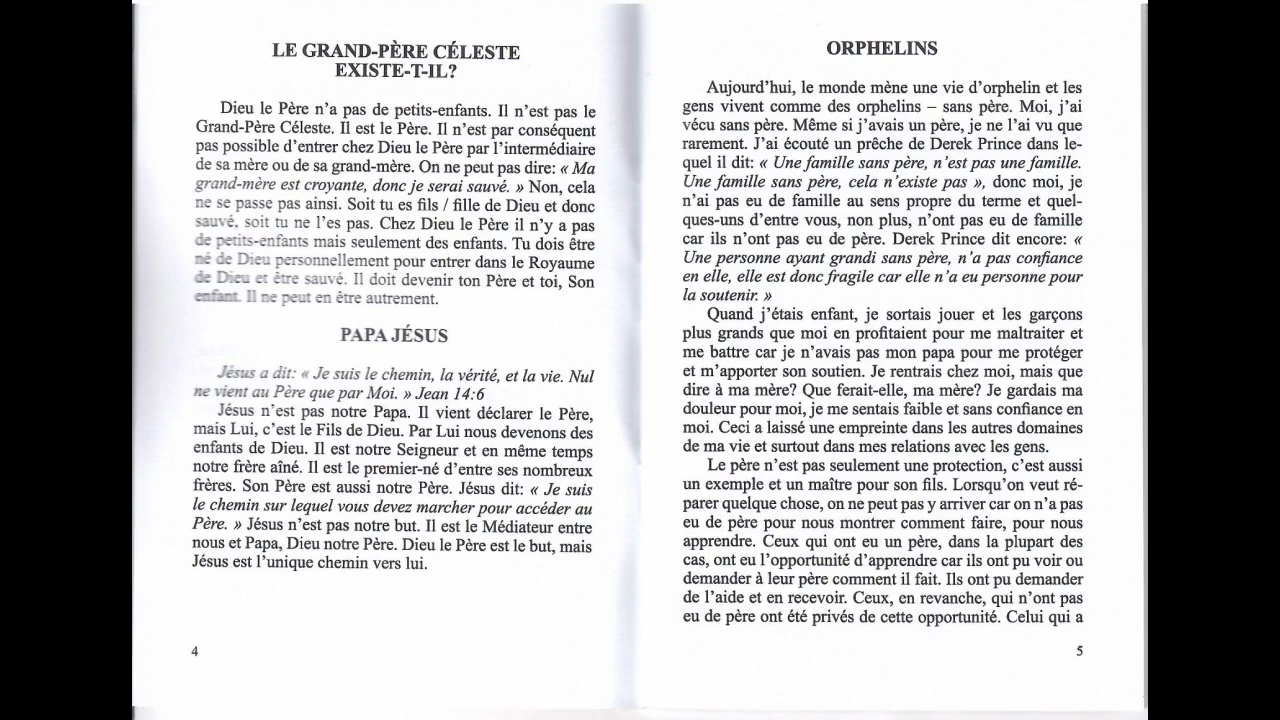 LE GRAND-PÈRE CÉLESTE
EXISTE-T-IL?
Dieu le Père n'a pas de petits-enfants. Il n'est pas le
Grand-Père Céleste. Il est le Père. Il n'est par conséquent
pas possible d'entrer chez Dieu le Père par l'intermédiaire
de sa mère ou de sa grand-mère. On ne peut pas dire: « Ma
grand-mère est croyante, donc je serai sauvé. » Non, cela
ne se passe pas ainsi. Soit tu es fils / fille de Dieu et donc
sauvé, soit tu ne l'es pas. Chez Dieu le Père il n'y a pas
de petits-enfants mais seulement des enfants. Tu dois être
né de Dieu personnellement pour entrer dans le Royaume
de Dieu et être sauvé. Il doit devenir ton Père et toi, Son
enfant. Il ne peut en être autrement.
PAPA JÉSUS
Jésus a dit: « Je suis le chemin, la vérité, et la vie. Nul
ne vient au Père que par Moi. » Jean 14:6
Jésus n'est pas notre Papa. Il vient déclarer le Père,
mais Lui, c'est le Fils de Dieu. Par Lui nous devenons des
enfants de Dieu. Il est notre Seigneur et en même temps
notre frère aîné. Il est le premier-né d'entre ses nombreux
frères. Son Père est aussi notre Père. Jésus dit: « Je suis
le chemin sur lequel vous devez marcher pour accéder au
Père. » Jésus n'est pas notre but. Il est le Médiateur entre
nous et Papa, Dieu notre Père. Dieu le Père est le but, mais
Jésus est l'unique chemin vers lui.
4
ORPHELINS
Aujourd'hui, le monde mène une vie d'orphelin et les
gens vivent comme des orphelins – sans père. Moi, j'ai
vécu sans père. Même si j'avais un père, je ne l'ai vu que
rarement. J'ai écouté un prêche de Derek Prince dans le-
quel il dit: « Une famille sans père, n'est pas une famille.
Une famille sans père, cela n'existe pas », donc moi, je
n'ai pas eu de famille au sens propre du terme et quel-
ques-uns d'entre vous, non plus, n'ont pas eu de famille
car ils n'ont pas eu de père. Derek Prince dit encore: «
Une personne ayant grandi sans père, n'a pas confiance
en elle, elle est donc fragile car elle n'a eu personne pour
la soutenir. »
Quand j'étais enfant, je sortais jouer et les garçons
plus grands que moi en profitaient pour me maltraiter et
me battre car je n'avais pas mon papa pour me protéger
et m'apporter son soutien. Je rentrais chez moi, mais que
dire à ma mère? Que ferait-elle, ma mère? Je gardais ma
douleur pour moi, je me sentais faible et sans confiance en
moi. Ceci a laissé une empreinte dans les autres domaines
de ma vie et surtout dans mes relations avec les gens.
Le père n'est pas seulement une protection, c'est aussi
un exemple et un maître pour son fils. Lorsqu'on veut ré-
parer quelque chose, on ne peut pas y arriver car on n'a pas
eu de père pour nous montrer comment faire, pour nous
apprendre. Ceux qui ont eu un père, dans la plupart des
cas, ont eu l'opportunité d'apprendre car ils ont pu voir ou
demander à leur père comment il fait. Ils ont pu demander
de l'aide et en recevoir. Ceux, en revanche, qui n'ont pas
eu de père ont été privés de cette opportunité. Celui qui a
5